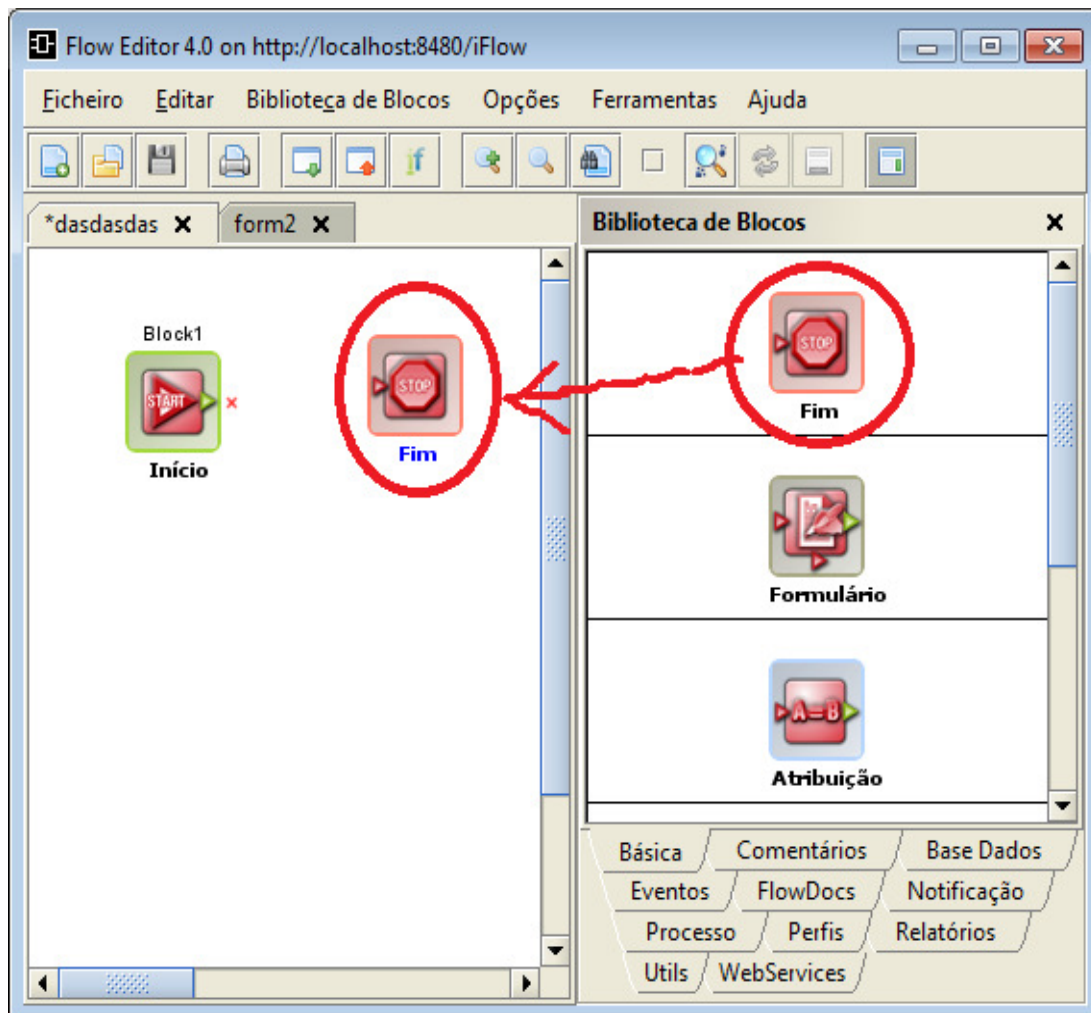 Flow Editor 4.0 on http://localhost:8480/iFlow
Ficheiro Editar Biblioteca de Blocos Opções Ferramentas Ajuda
if
*dasdasdas form2
Biblioteca de Blocos
Block1
START
Início
STOP
Fim
STOP
Fim
Formulário
A=B
Atribuição
Básica Comentários Base Dados
Eventos FlowDocs Notificação
Processo Perfis Relatórios
Utils WebServices